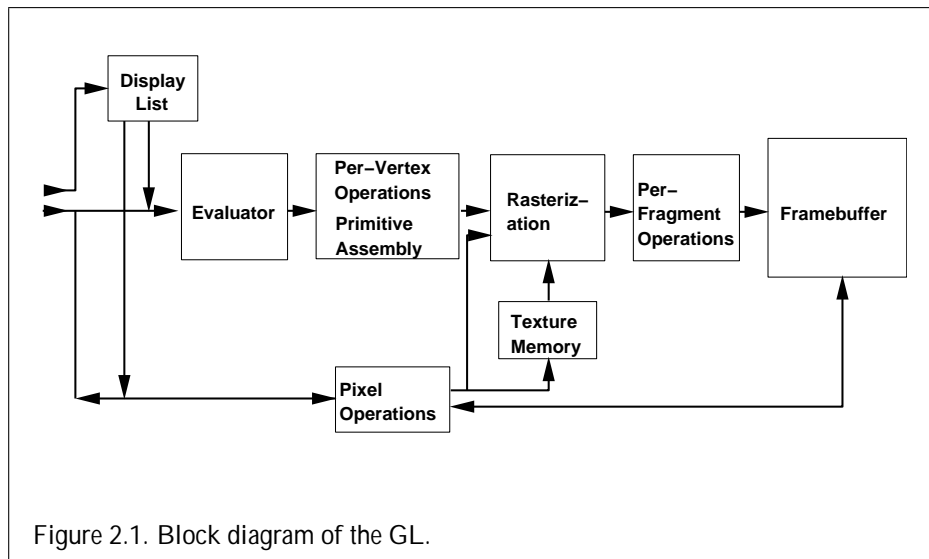 Display
List
Evaluator
Per−Vertex
Operations
Primitive
Assembly
Rasteriz−
ation
Per−
Fragment
Operations
Framebuffer
Texture
Memory
Pixel
Operations
Figure 2.1. Block diagram of the GL.